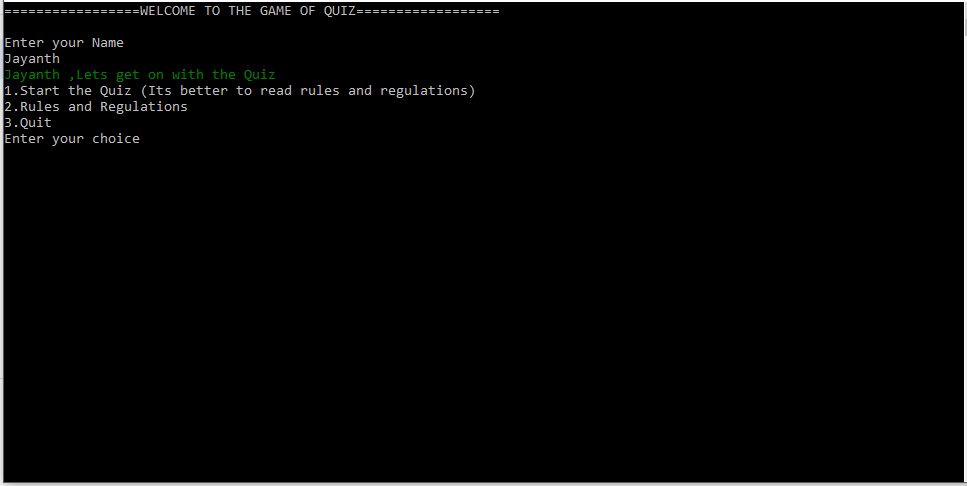 =================WELCOME TO THE GAME OF QUIZ==================
Enter your Name
Jayanth
Jayanth ,Lets get on with the Quiz
1.Start the Quiz (Its better to read rules and regulations)
2.Rules and Regulations
3.Quit
Enter your choice